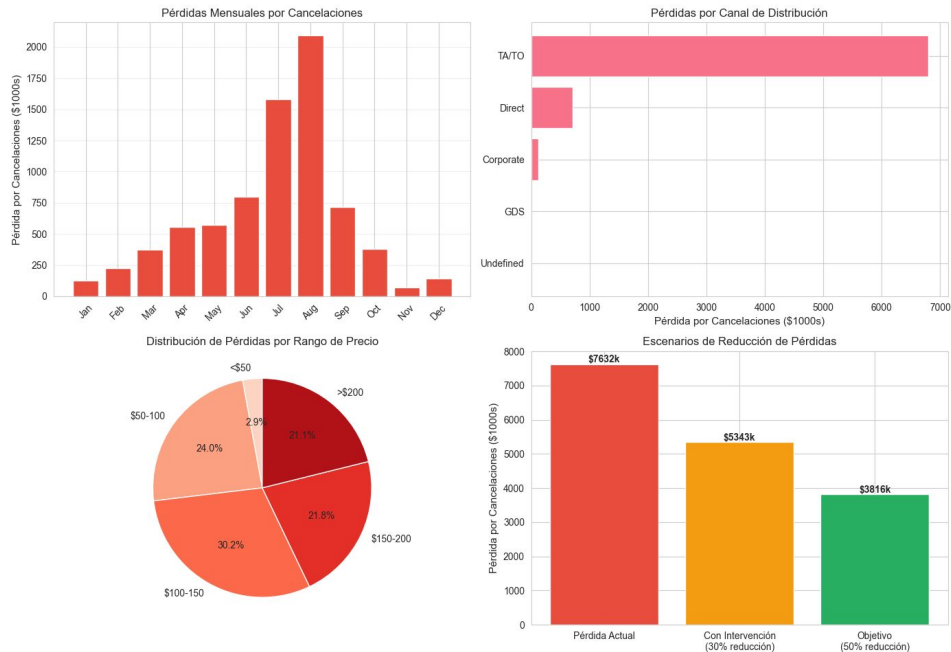 Pérdidas Mensuales por Cancelaciones
Pérdida por Cancelaciones ($1000s)
2000
1750
1500
1250
1000
750
500
250
0
Jan
Feb
Mar
Apr
May
Jun
Jul
Aug
Sep
Oct
Nov
Dec
Pérdidas por Canal de Distribución
TA/TO
Direct
Corporate
GDS
Undefined
0
1000
2000
3000
4000
5000
6000
7000
Pérdida por Cancelaciones ($1000s)
Distribución de Pérdidas por Rango de Precio
<$50
2.9%
>$200
21.1%
$50-100
24.0%
$150-200
21.8%
$100-150
30.2%
Escenarios de Reducción de Pérdidas
Pérdida por Cancelaciones ($1000s)
8000
7000
6000
5000
4000
3000
2000
1000
0
$7632k
$5343k
$3816k
Pérdida Actual
Con Intervención
(30% reducción)
Objetivo
(50% reducción)